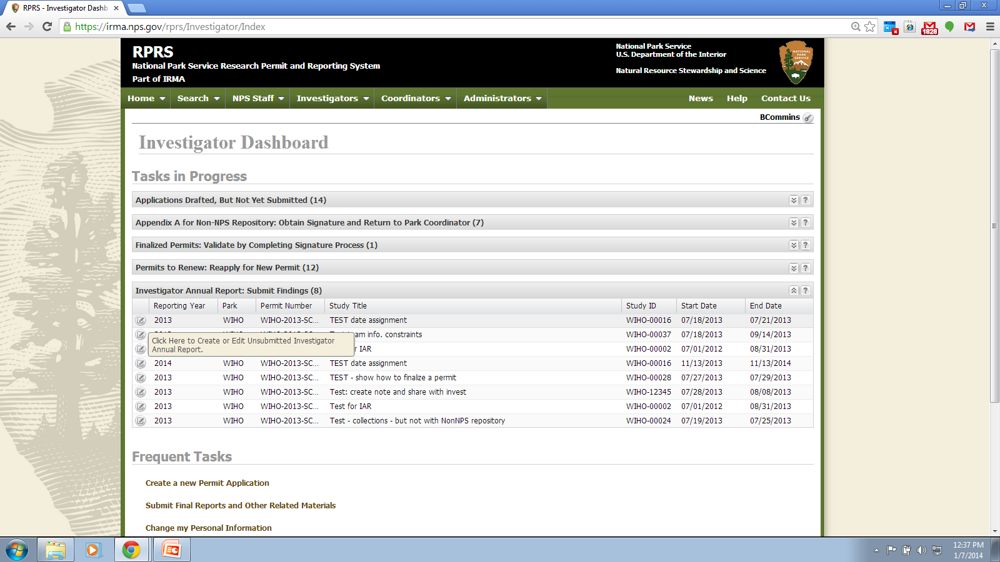 RPRS - Investigator Dashb
https://irma.nps.gov/rprs/Investigator/Index
1828
RPRS
National Park Service Research Permit and Reporting System
Part of IRMA
National Park Service
U.S. Department of the Interior
Natural Resource Stewardship and Science
NATIONAL
PARK
SERVICE
Home Search NPS Staff Investigators Coordinators Administrators News Help Contact Us
BCommins
Investigator Dashboard
Tasks in Progress
Applications Drafted, But Not Yet Submitted (14) ?
Appendix A for Non-NPS Repository: Obtain Signature and Return to Park Coordinator (7) ?
Finalized Permits: Validate by Completing Signature Process (1) ?
Permits to Renew: Reapply for New Permit (12) ?
Investigator Annual Report: Submit Findings (8) ?
Reporting Year Park Permit Number Study Title Study ID Start Date End Date
2013 WIHO WIHO-2013-SC... TEST date assignment WIHO-00016 07/18/2013 07/21/2013
am info. constraints WIHO-00037 07/18/2013 09/14/2013
Click Here to Create or Edit Unsubmitted Investigator
Annual Report.
r IAR WIHO-00002 07/01/2012 08/31/2013
2014 WIHO WIHO-2013-SC... TEST date assignment WIHO-00016 11/13/2013 11/13/2014
2013 WIHO WIHO-2013-SC... TEST - show how to finalize a permit WIHO-00028 07/27/2013 07/29/2013
2013 WIHO WIHO-2013-SC... Test: create note and share with invest WIHO-12345 07/28/2013 08/08/2013
2013 WIHO WIHO-2013-SC... Test for IAR WIHO-00002 07/01/2012 08/31/2013
2013 WIHO WIHO-2013-SC... Test - collections - but not with NonNPS repository WIHO-00024 07/19/2013 07/25/2013
Frequent Tasks
Create a new Permit Application
Submit Final Reports and Other Related Materials
Change my Personal Information
12:37 PM
1/7/2014